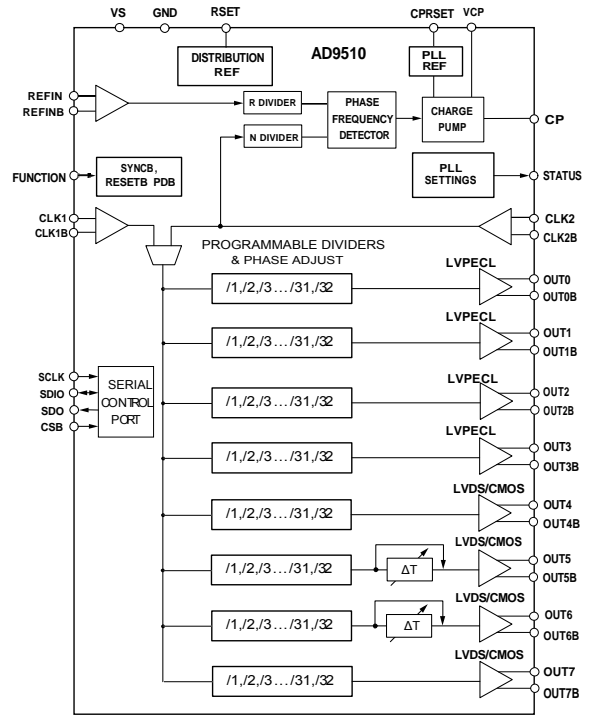 VS GND RSET CPRSET VCP
DISTRIBUTION
REF
AD9510
PLL
REF
REFIN
REFINB
R DIVIDER
N DIVIDER
PHASE
FREQUENCY
DETECTOR
CHARGE
PUMP
CP
FUNCTION
SYNCB,
RESETB PDB
PLL
SETTINGS
STATUS
CLK1
CLK1B
CLK2
CLK2B
PROGRAMMABLE DIVIDERS
& PHASE ADJUST
LVPECL
/1,/2,/3.../31,/32
OUT0
OUT0B
LVPECL
/1,/2,/3.../31,/32
OUT1
OUT1B
SCLK
SDIO
SDO
CSB
SERIAL
CONTROL
PORT
LVPECL
/1,/2,/3.../31,/32
OUT2
OUT2B
LVPECL
/1,/2,/3.../31,/32
OUT3
OUT3B
LVDS/CMOS
/1,/2,/3.../31,/32
OUT4
OUT4B
LVDS/CMOS
/1,/2,/3.../31,/32
ΔT
OUT5
OUT5B
LVDS/CMOS
/1,/2,/3.../31,/32
ΔT
OUT6
OUT6B
LVDS/CMOS
/1,/2,/3.../31,/32
OUT7
OUT7B